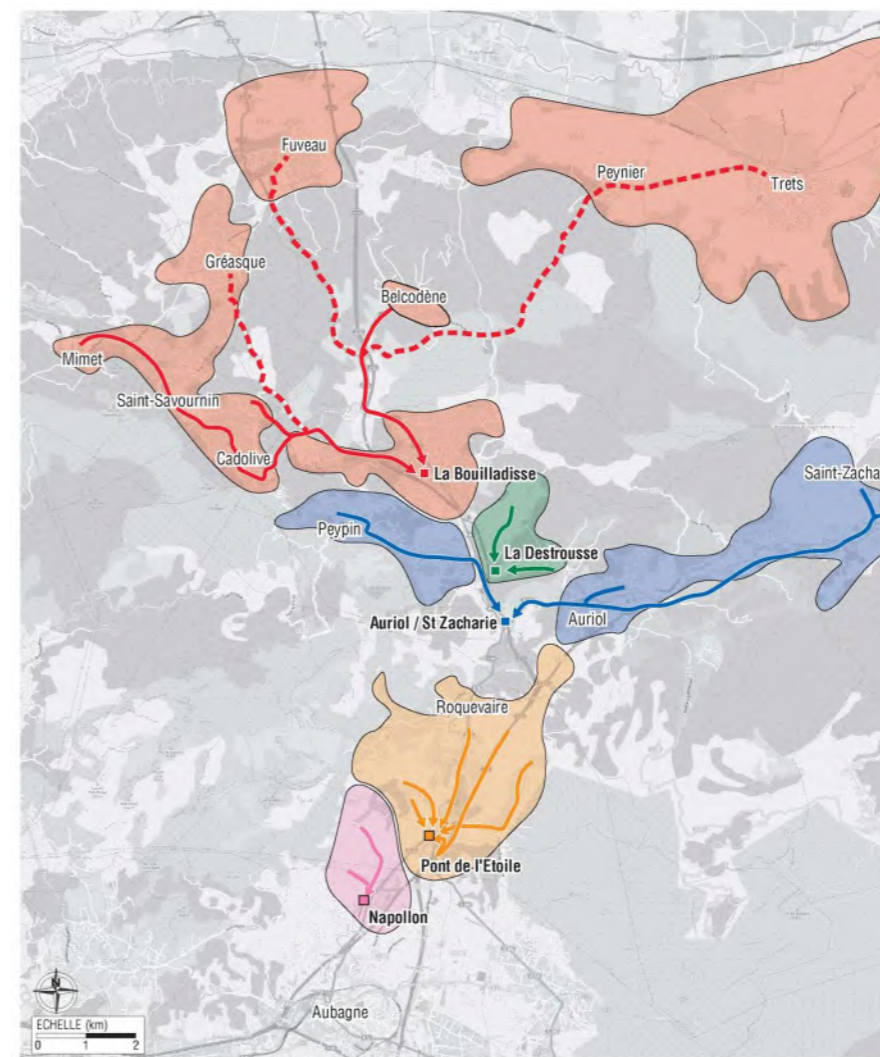 Fuveau
Peynier
Trets
Gréasque
Belcodène
Mimet
Saint-Savournin
Cadolive
La Bouilladisse
Saint-Zacha
Peypin
La Destrousse
Auriol / St Zacharie
Auriol
Roquevaire
Pont de l'Etoile
Napollon
Aubagne
N
ECHELLE (km)
0 1 2